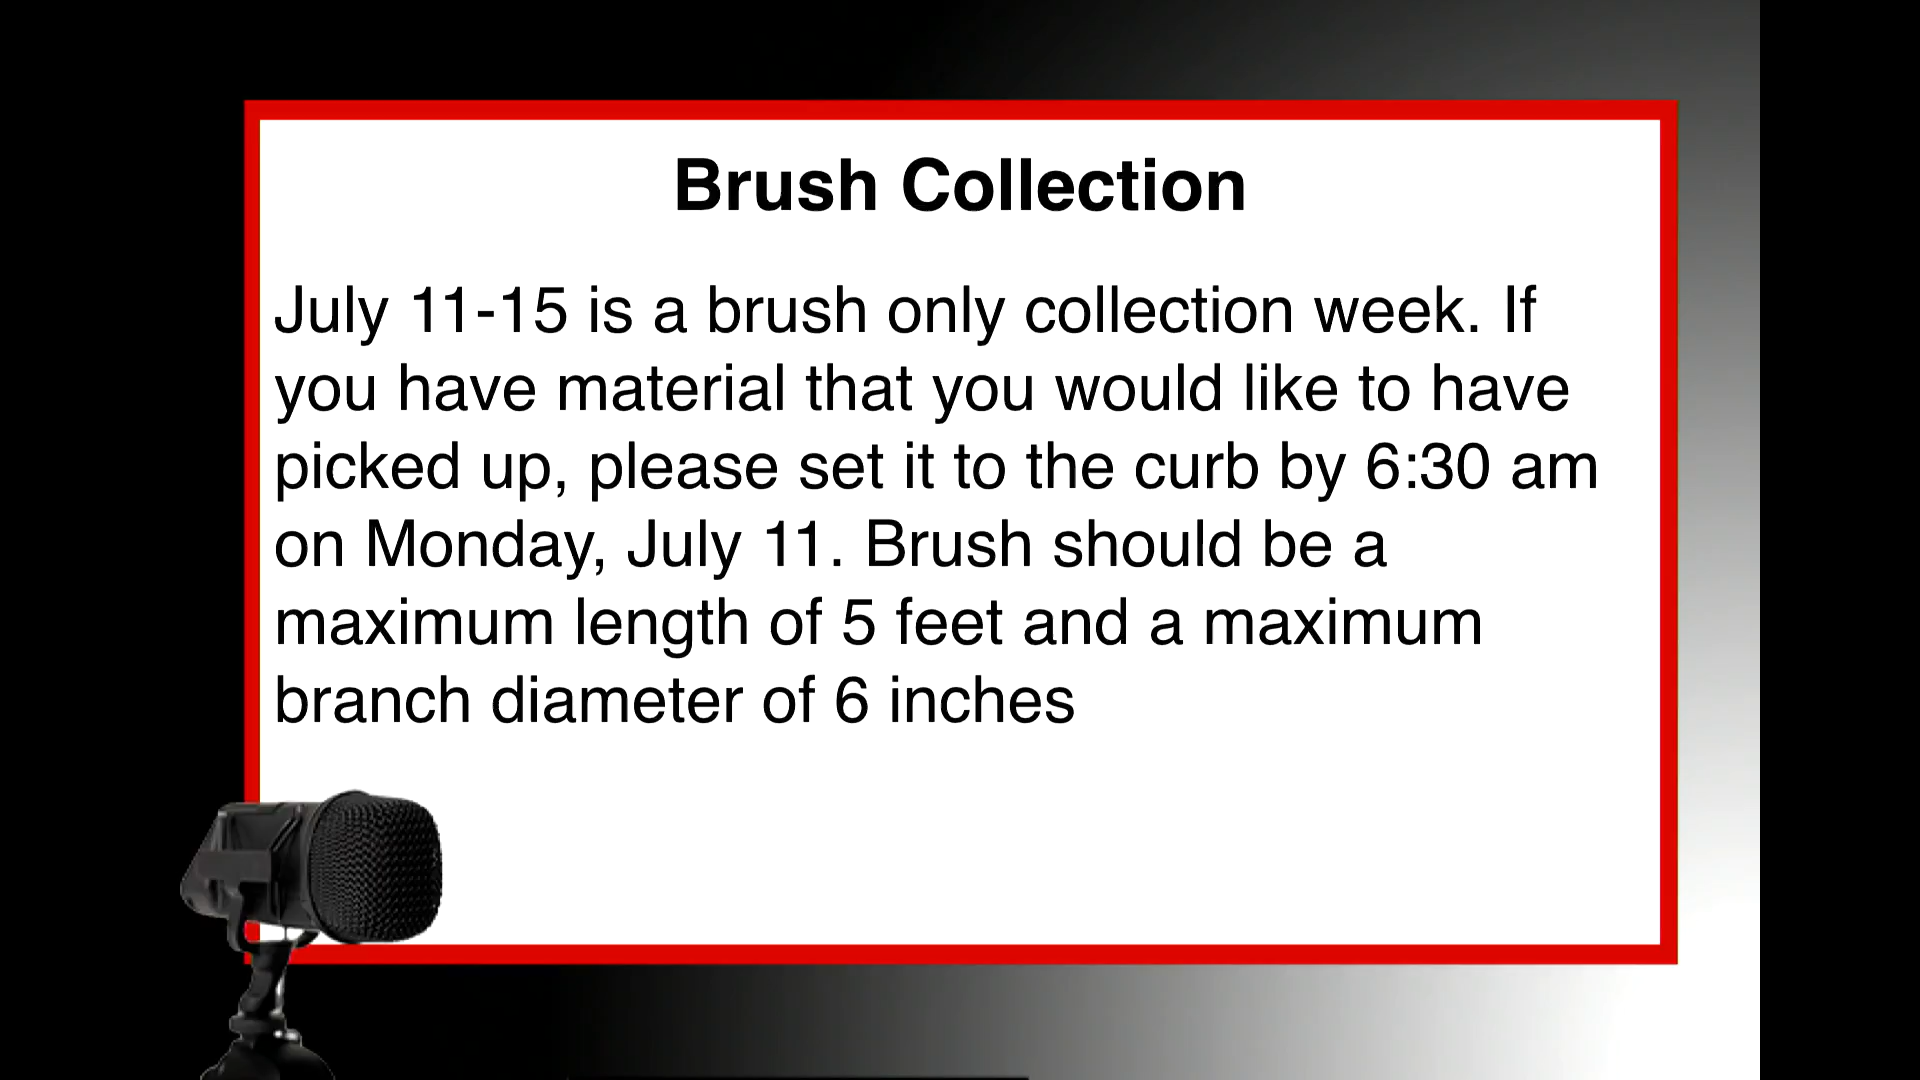 Brush Collection
July 11-15 is a brush only collection week. If
you have material that you would like to have
picked up, please set it to the curb by 6:30 am
on Monday, July 11. Brush should be a
maximum length of 5 feet and a maximum
branch diameter of 6 inches